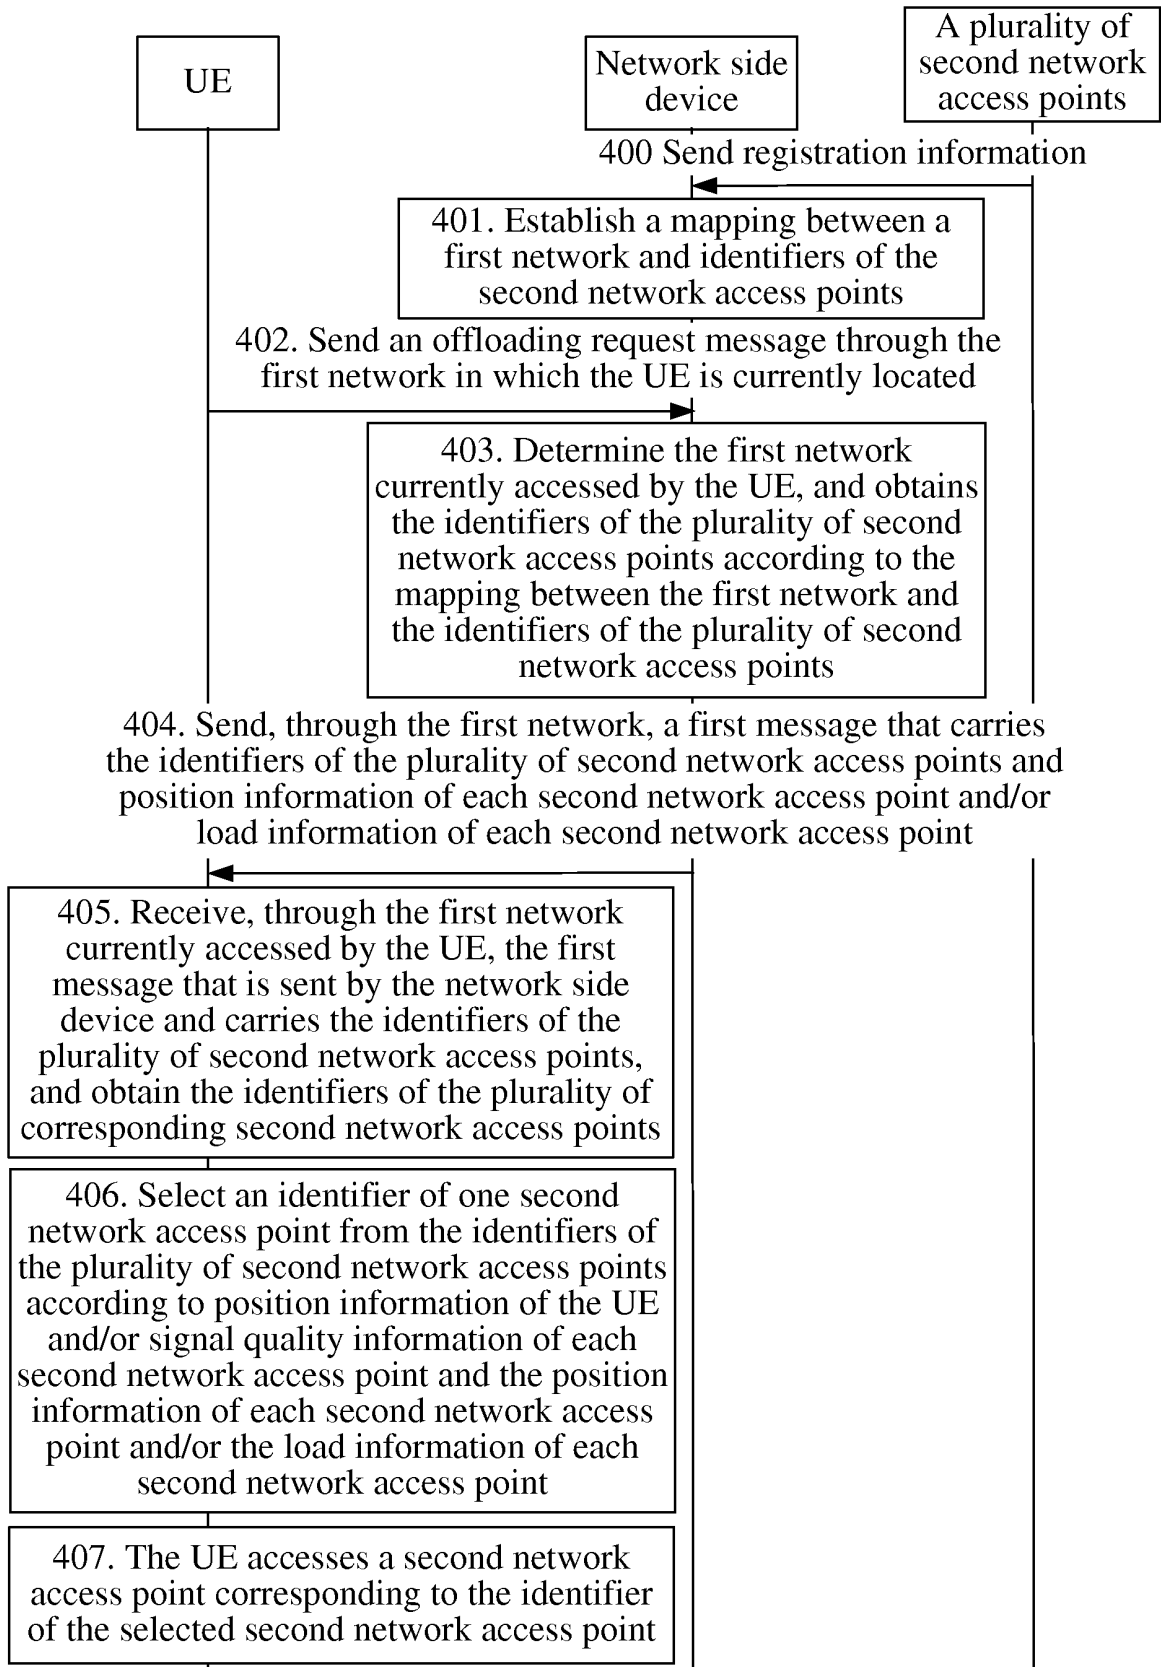 UE
Network side
device
A plurality of
second network
access points
400 Send registration information
401. Establish a mapping between a
first network and identifiers of the
second network access points
402. Send an offloading request message through the
first network in which the UE is currently located
403. Determine the first network
currently accessed by the UE, and obtains
the identifiers of the plurality of second
network access points according to the
mapping between the first network and
the identifiers of the plurality of second
network access points
404. Send, through the first network, a first message that carries
the identifiers of the plurality of second network access points and
position information of each second network access point and/or
load information of each second network access point
405. Receive, through the first network
currently accessed by the UE, the first
message that is sent by the network side
device and carries the identifiers of the
plurality of second network access points,
and obtain the identifiers of the plurality of
corresponding second network access points
406. Select an identifier of one second
network access point from the identifiers of
the plurality of second network access points
according to position information of the UE
and/or signal quality information of each
second network access point and the position
information of each second network access
point and/or the load information of each
second network access point
407. The UE accesses a second network
access point corresponding to the identifier
of the selected second network access point